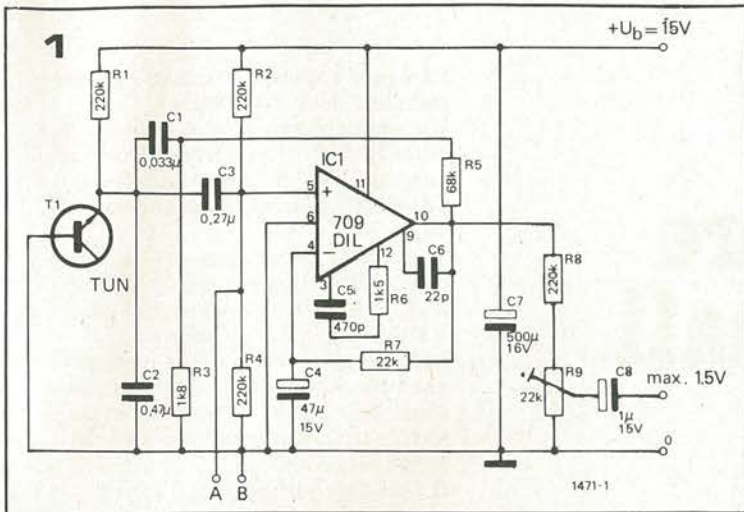 1
+Ub = 15V
R1
220k
R2
220k
C1
0,033µ
C3
0,27µ
IC1
R5
68k
T1
TUN
5
+
6
4
−
11
709
DIL
10
9
12
3
C6
22p
R8
220k
C5
470p
1k5
R6
C7
500µ
16V
R7
22k
R9
22k
C8
1µ
15V
max. 1.5V
C2
0,47µ
R3
1k8
R4
220k
C4
47µ
15V
0
A
B
1471-1